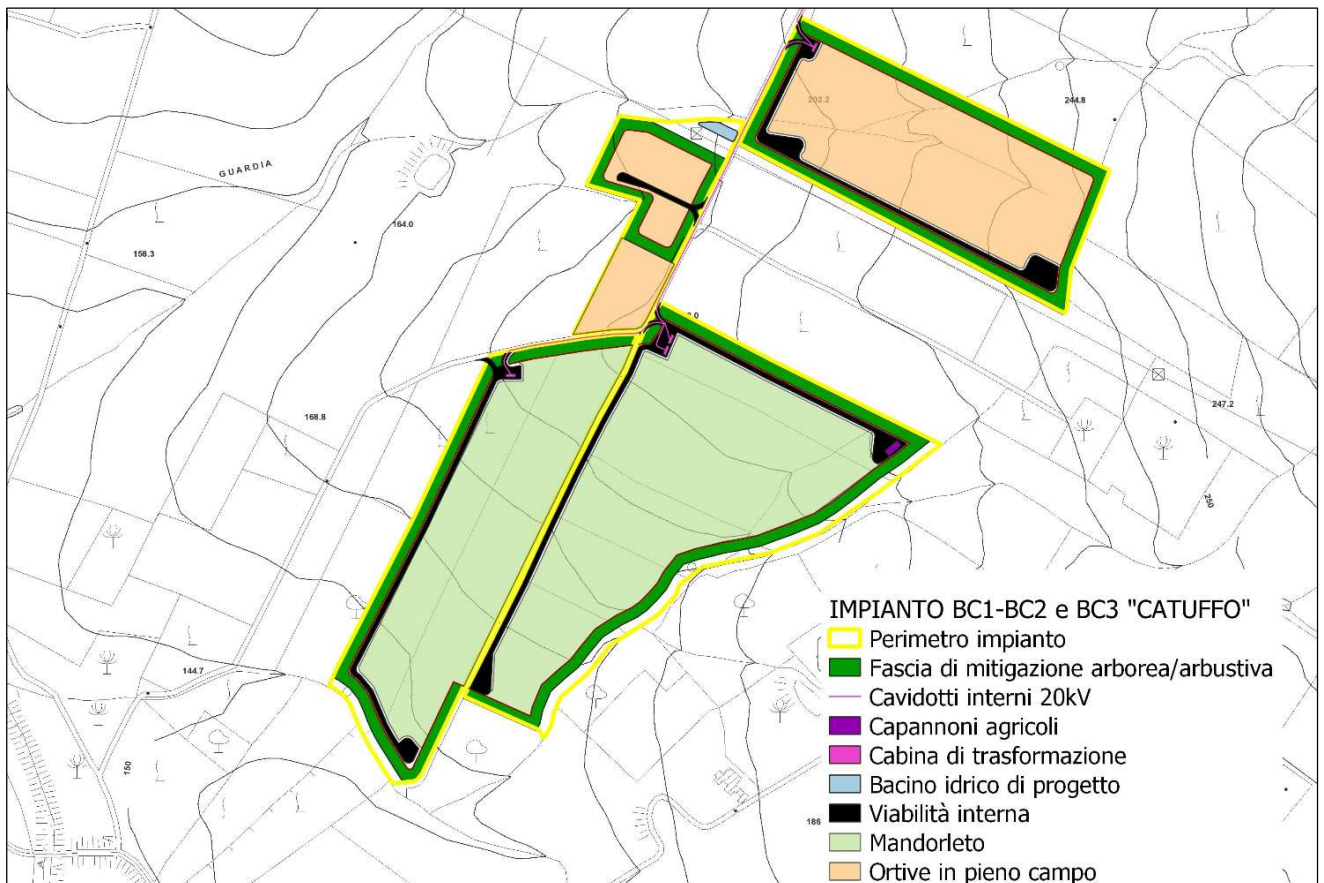 202.2
244.8
GUARDIA
164.0
158.3
168.8
247.2
250
144.7
150
186
IMPIANTO BC1-BC2 e BC3 "CATUFFO"
Perimetro impianto
Fascia di mitigazione arborea/arbustiva
Cavidotti interni 20kV
Capannoni agricoli
Cabina di trasformazione
Bacino idrico di progetto
Viabilità interna
Mandorleto
Ortive in pieno campo